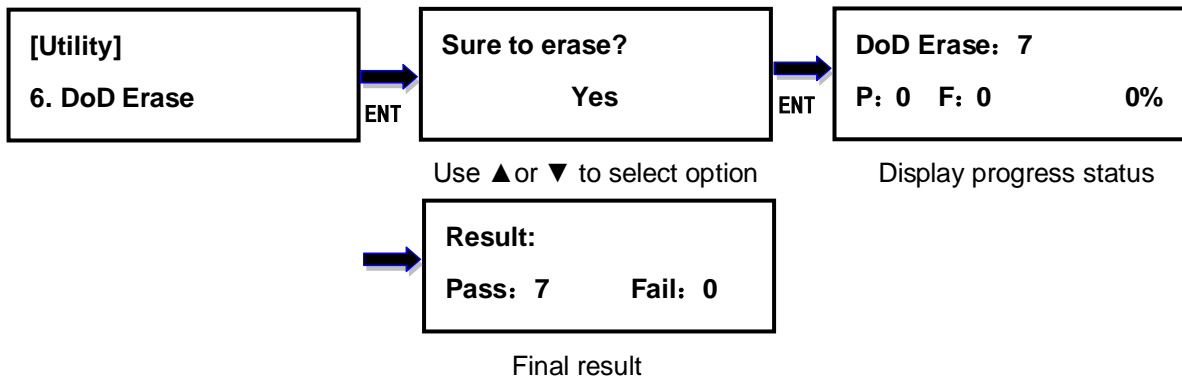 [Utility]
6. DoD Erase
ENT
Sure to erase?
Yes
Use ▲or ▼ to select option
ENT
DoD Erase：7
P：0 F：0 0%
Display progress status
Result:
Pass：7 Fail：0
Final result